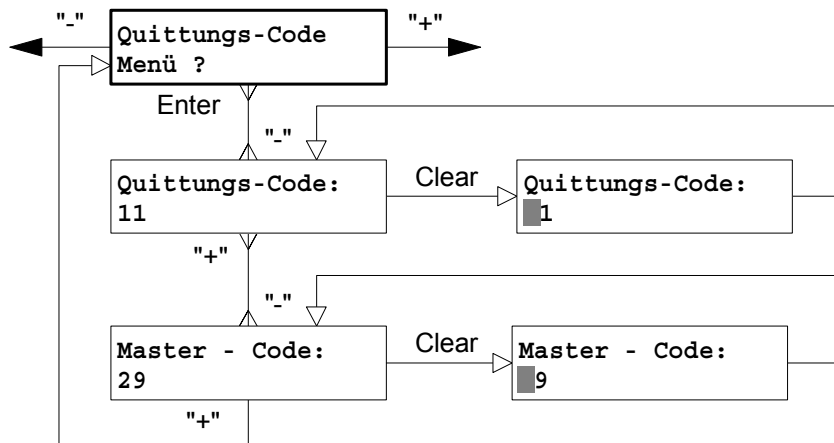 "-"
Quittungs-Code
Menü ?
"+"
Enter
"-"
Quittungs-Code:
11
Clear
Quittungs-Code:
1
"+"
"-"
Master - Code:
29
Clear
Master - Code:
9
"+"